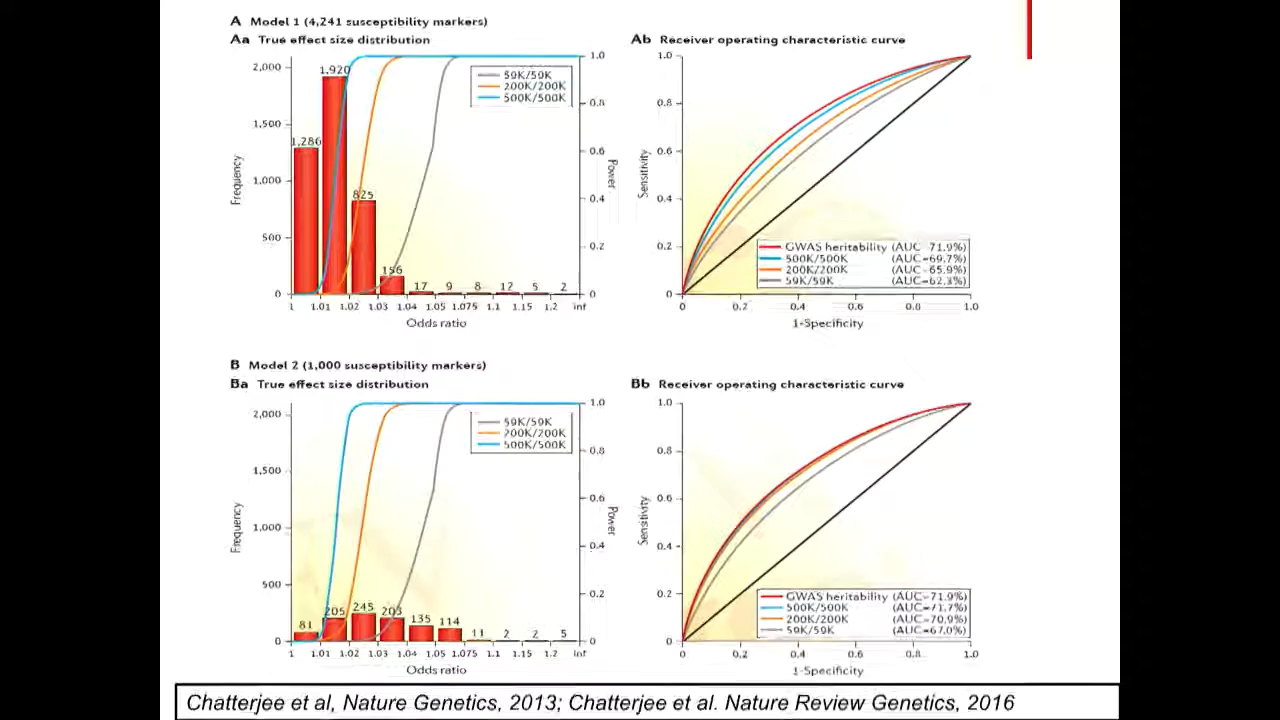 A Model 1 (4,241 susceptibility markers)
Aa True effect size distribution
Ab Receiver operating characteristic curve
2,000
1,500
1,000
500
0
Frequency
1,286
1,920
825
156
17
9
8
12
5
2
59K/59K
200K/200K
500K/500K
1.0
0.8
0.6
0.4
0.2
0
Power
1 1.01 1.02 1.03 1.04 1.05 1.075 1.1 1.15 1.2 inf
Odds ratio
1.0
0.8
0.6
0.4
0.2
0
Sensitivity
GWAS heritability (AUC=71.9%)
500K/500K (AUC=69.7%)
200K/200K (AUC=65.9%)
59K/59K (AUC=62.3%)
0 0.2 0.4 0.6 0.8 1.0
1-Specificity
B Model 2 (1,000 susceptibility markers)
Ba True effect size distribution
Bb Receiver operating characteristic curve
2,000
1,500
1,000
500
0
Frequency
81
205
245
203
135
114
11
2
2
5
59K/59K
200K/200K
500K/500K
1.0
0.8
0.6
0.4
0.2
0
Power
1 1.01 1.02 1.03 1.04 1.05 1.075 1.1 1.15 1.2 inf
Odds ratio
1.0
0.8
0.6
0.4
0.2
0
Sensitivity
GWAS heritability (AUC=71.9%)
500K/500K (AUC=71.7%)
200K/200K (AUC=70.9%)
59K/59K (AUC=67.0%)
0 0.2 0.4 0.6 0.8 1.0
1-Specificity
Chatterjee et al, Nature Genetics, 2013; Chatterjee et al. Nature Review Genetics, 2016